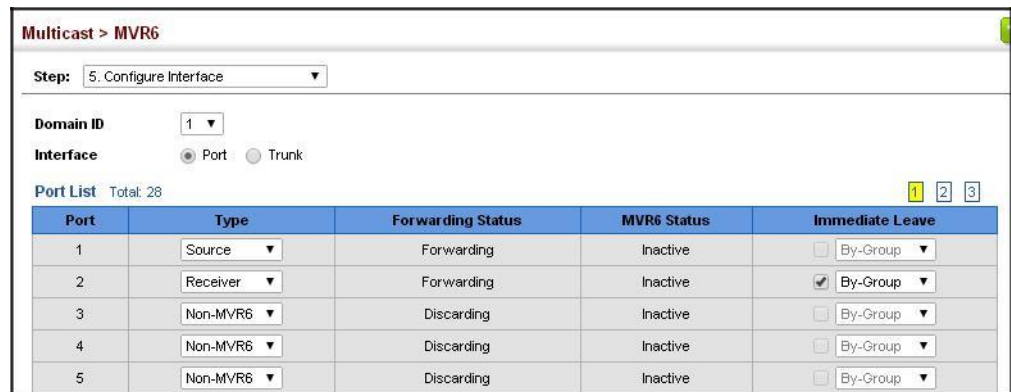 Multicast > MVR6
Step: 5. Configure Interface
Domain ID 1
Interface Port Trunk
Port List Total: 28 1 2 3
Port Type Forwarding Status MVR6 Status Immediate Leave
1 Source Forwarding Inactive By-Group
2 Receiver Forwarding Inactive By-Group
3 Non-MVR6 Discarding Inactive By-Group
4 Non-MVR6 Discarding Inactive By-Group
5 Non-MVR6 Discarding Inactive By-Group